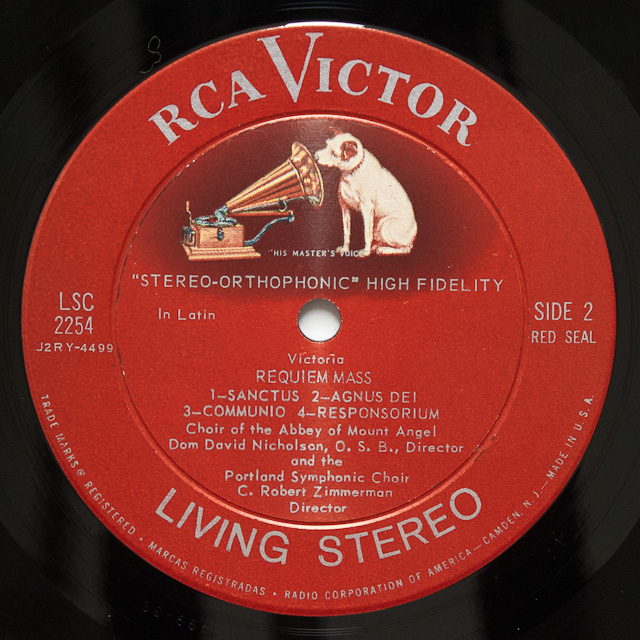 RCA VICTOR
"HIS MASTER'S VOICE"
"STEREO-ORTHOPHONIC" HIGH FIDELITY
LSC
2254
J2RY-4499
In Latin
SIDE 2
RED SEAL
Victoria
REQUIEM MASS
1—SANCTUS 2—AGNUS DEI
3—COMMUNIO 4—RESPONSORIUM
Choir of the Abbey of Mount Angel
Dom David Nicholson, O. S. B., Director
and the
Portland Symphonic Choir
C. Robert Zimmerman
Director
LIVING STEREO
TRADE MARKS® REGISTERED • MARCAS REGISTRADAS • RADIO CORPORATION OF AMERICA—CAMDEN, N.J.—MADE IN U.S.A.